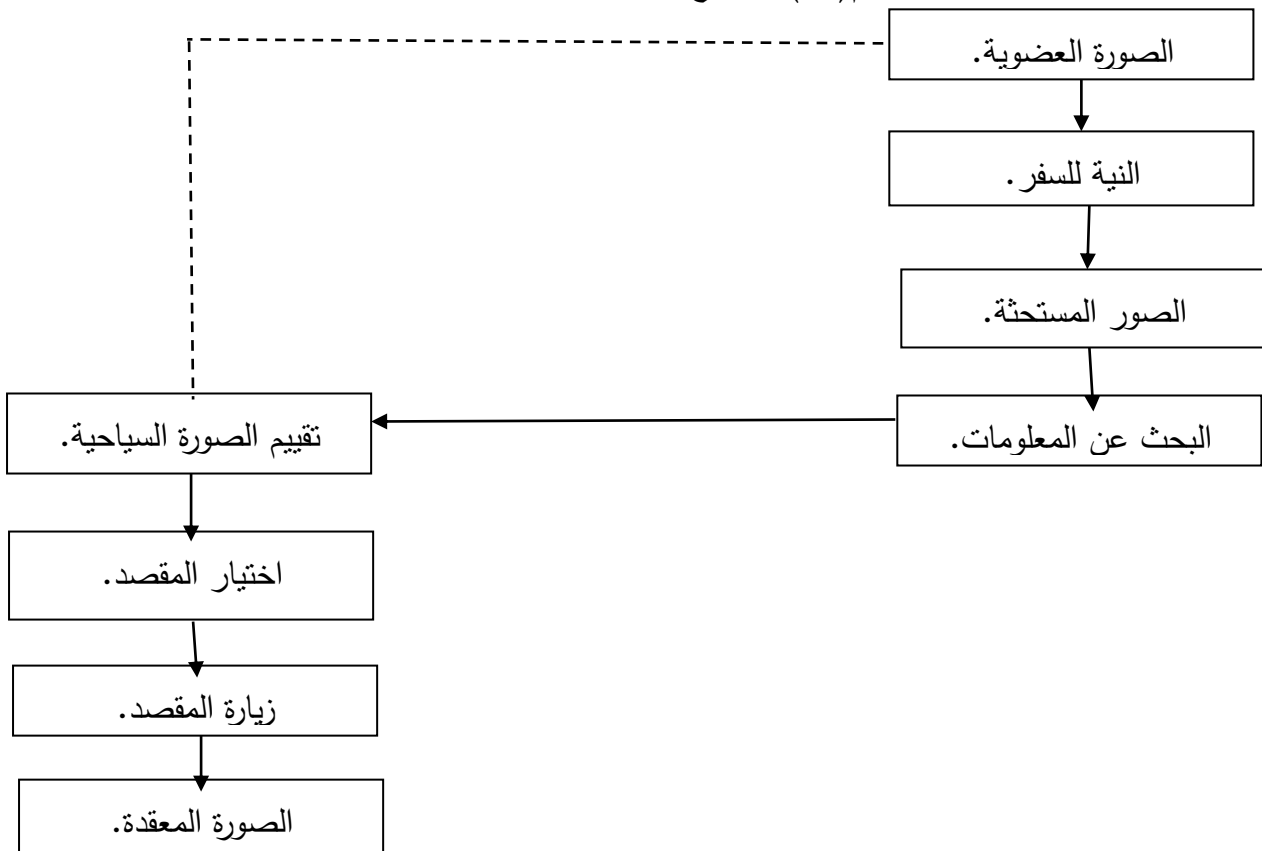 الصورة العضوية.
النية للسفر.
الصور المستحثة.
البحث عن المعلومات.
تقييم الصورة السياحية.
اختيار المقصد.
زيارة المقصد.
الصورة المعقدة.